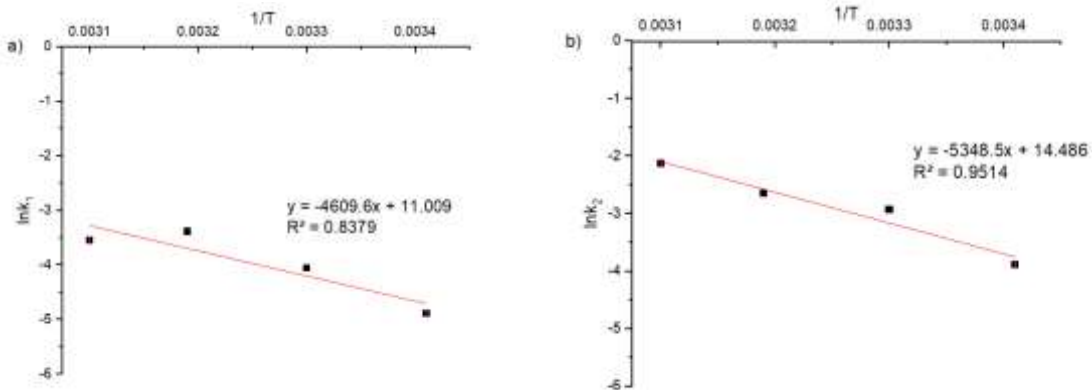 1/T
0.0031 0.0032 0.0033 0.0034
a)
0
-1
-2
-3
-4
-5
-6
lnk₁
y = -4609.6x + 11.009
R² = 0.8379
1/T
0.0031 0.0032 0.0033 0.0034
b)
0
-1
-2
-3
-4
-5
-6
lnk₂
y = -5348.5x + 14.486
R² = 0.9514